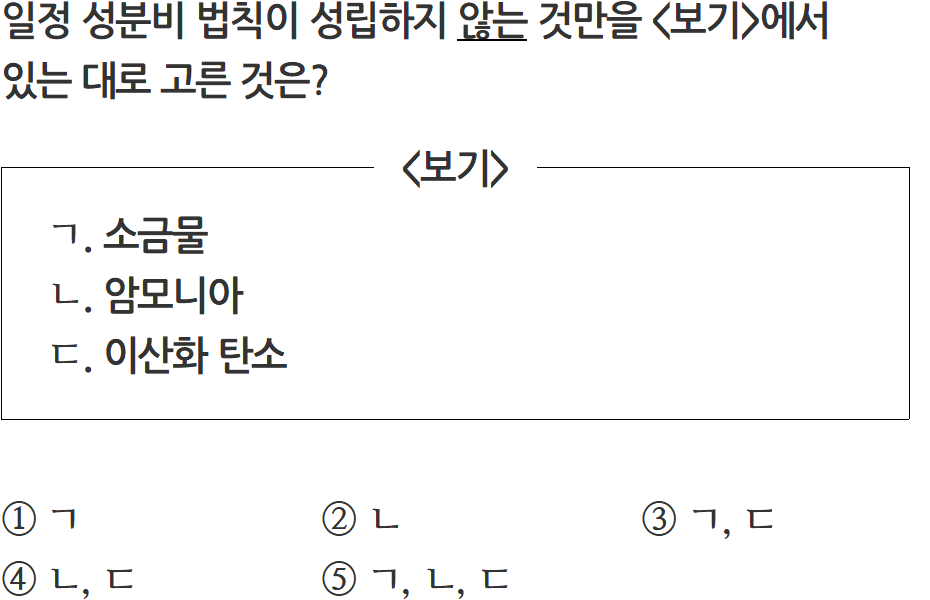 일정 성분비 법칙이 성립하지 않는 것만을 <보기>에서
있는 대로 고른 것은?
<보기>
ㄱ. 소금물
ㄴ. 암모니아
ㄷ. 이산화 탄소
① ㄱ ② ㄴ ③ ㄱ, ㄷ
④ ㄴ, ㄷ ⑤ ㄱ, ㄴ, ㄷ